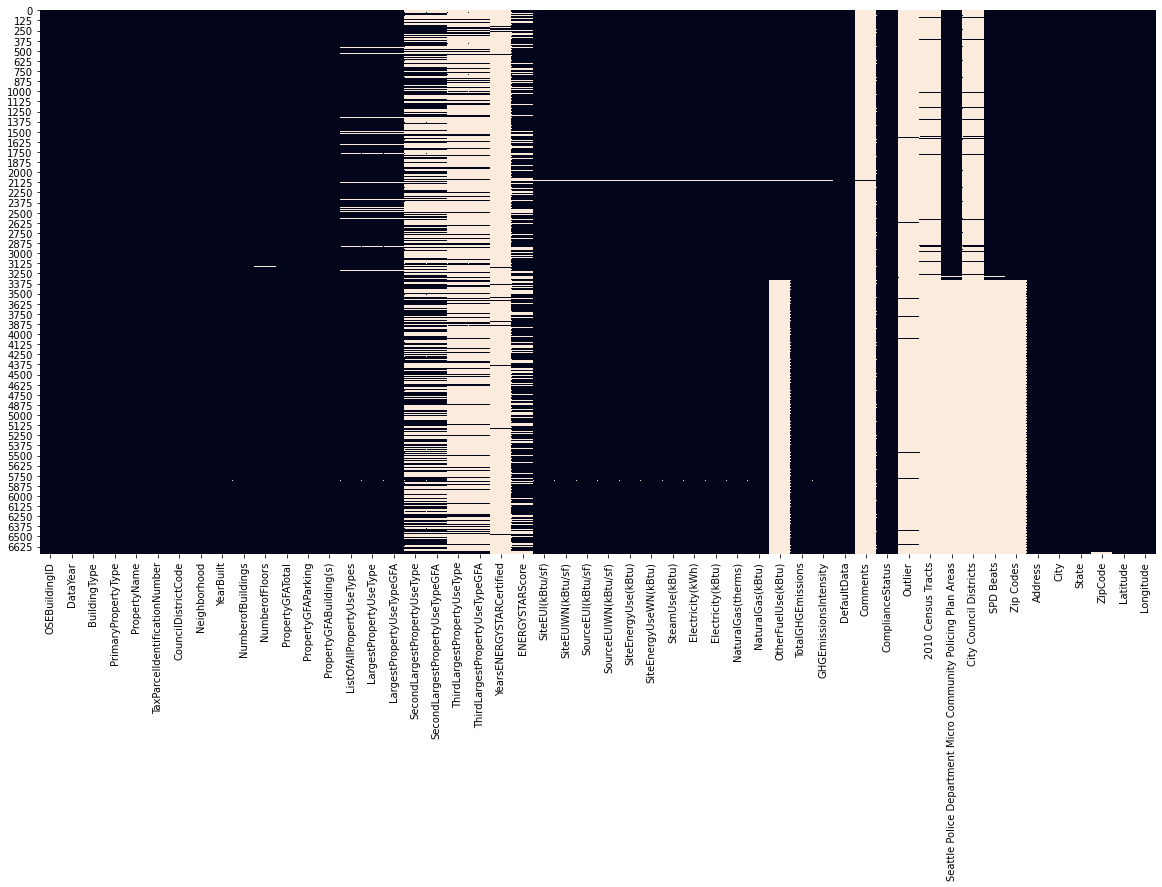 0
125
250
375
500
625
750
875
1000
1125
1250
1375
1500
1625
1750
1875
2000
2125
2250
2375
2500
2625
2750
2875
3000
3125
3250
3375
3500
3625
3750
3875
4000
4125
4250
4375
4500
4625
4750
4875
5000
5125
5250
5375
5500
5625
5750
5875
6000
6125
6250
6375
6500
6625
OSEBuildingID
DataYear
BuildingType
PrimaryPropertyType
PropertyName
TaxParcelIdentificationNumber
CouncilDistrictCode
Neighborhood
YearBuilt
NumberofBuildings
NumberofFloors
PropertyGFATotal
PropertyGFAParking
PropertyGFABuilding(s)
ListOfAllPropertyUseTypes
LargestPropertyUseType
LargestPropertyUseTypeGFA
SecondLargestPropertyUseType
SecondLargestPropertyUseTypeGFA
ThirdLargestPropertyUseType
ThirdLargestPropertyUseTypeGFA
YearsENERGYSTARCertified
ENERGYSTARScore
SiteEUI(kBtu/sf)
SiteEUIWN(kBtu/sf)
SourceEUI(kBtu/sf)
SourceEUIWN(kBtu/sf)
SiteEnergyUse(kBtu)
SiteEnergyUseWN(kBtu)
SteamUse(kBtu)
Electricity(kWh)
Electricity(kBtu)
NaturalGas(therms)
NaturalGas(kBtu)
OtherFuelUse(kBtu)
TotalGHGEmissions
GHGEmissionsIntensity
DefaultData
Comments
ComplianceStatus
Outlier
2010 Census Tracts
Seattle Police Department Micro Community Policing Plan Areas
City Council Districts
SPD Beats
Zip Codes
Address
City
State
ZipCode
Latitude
Longitude